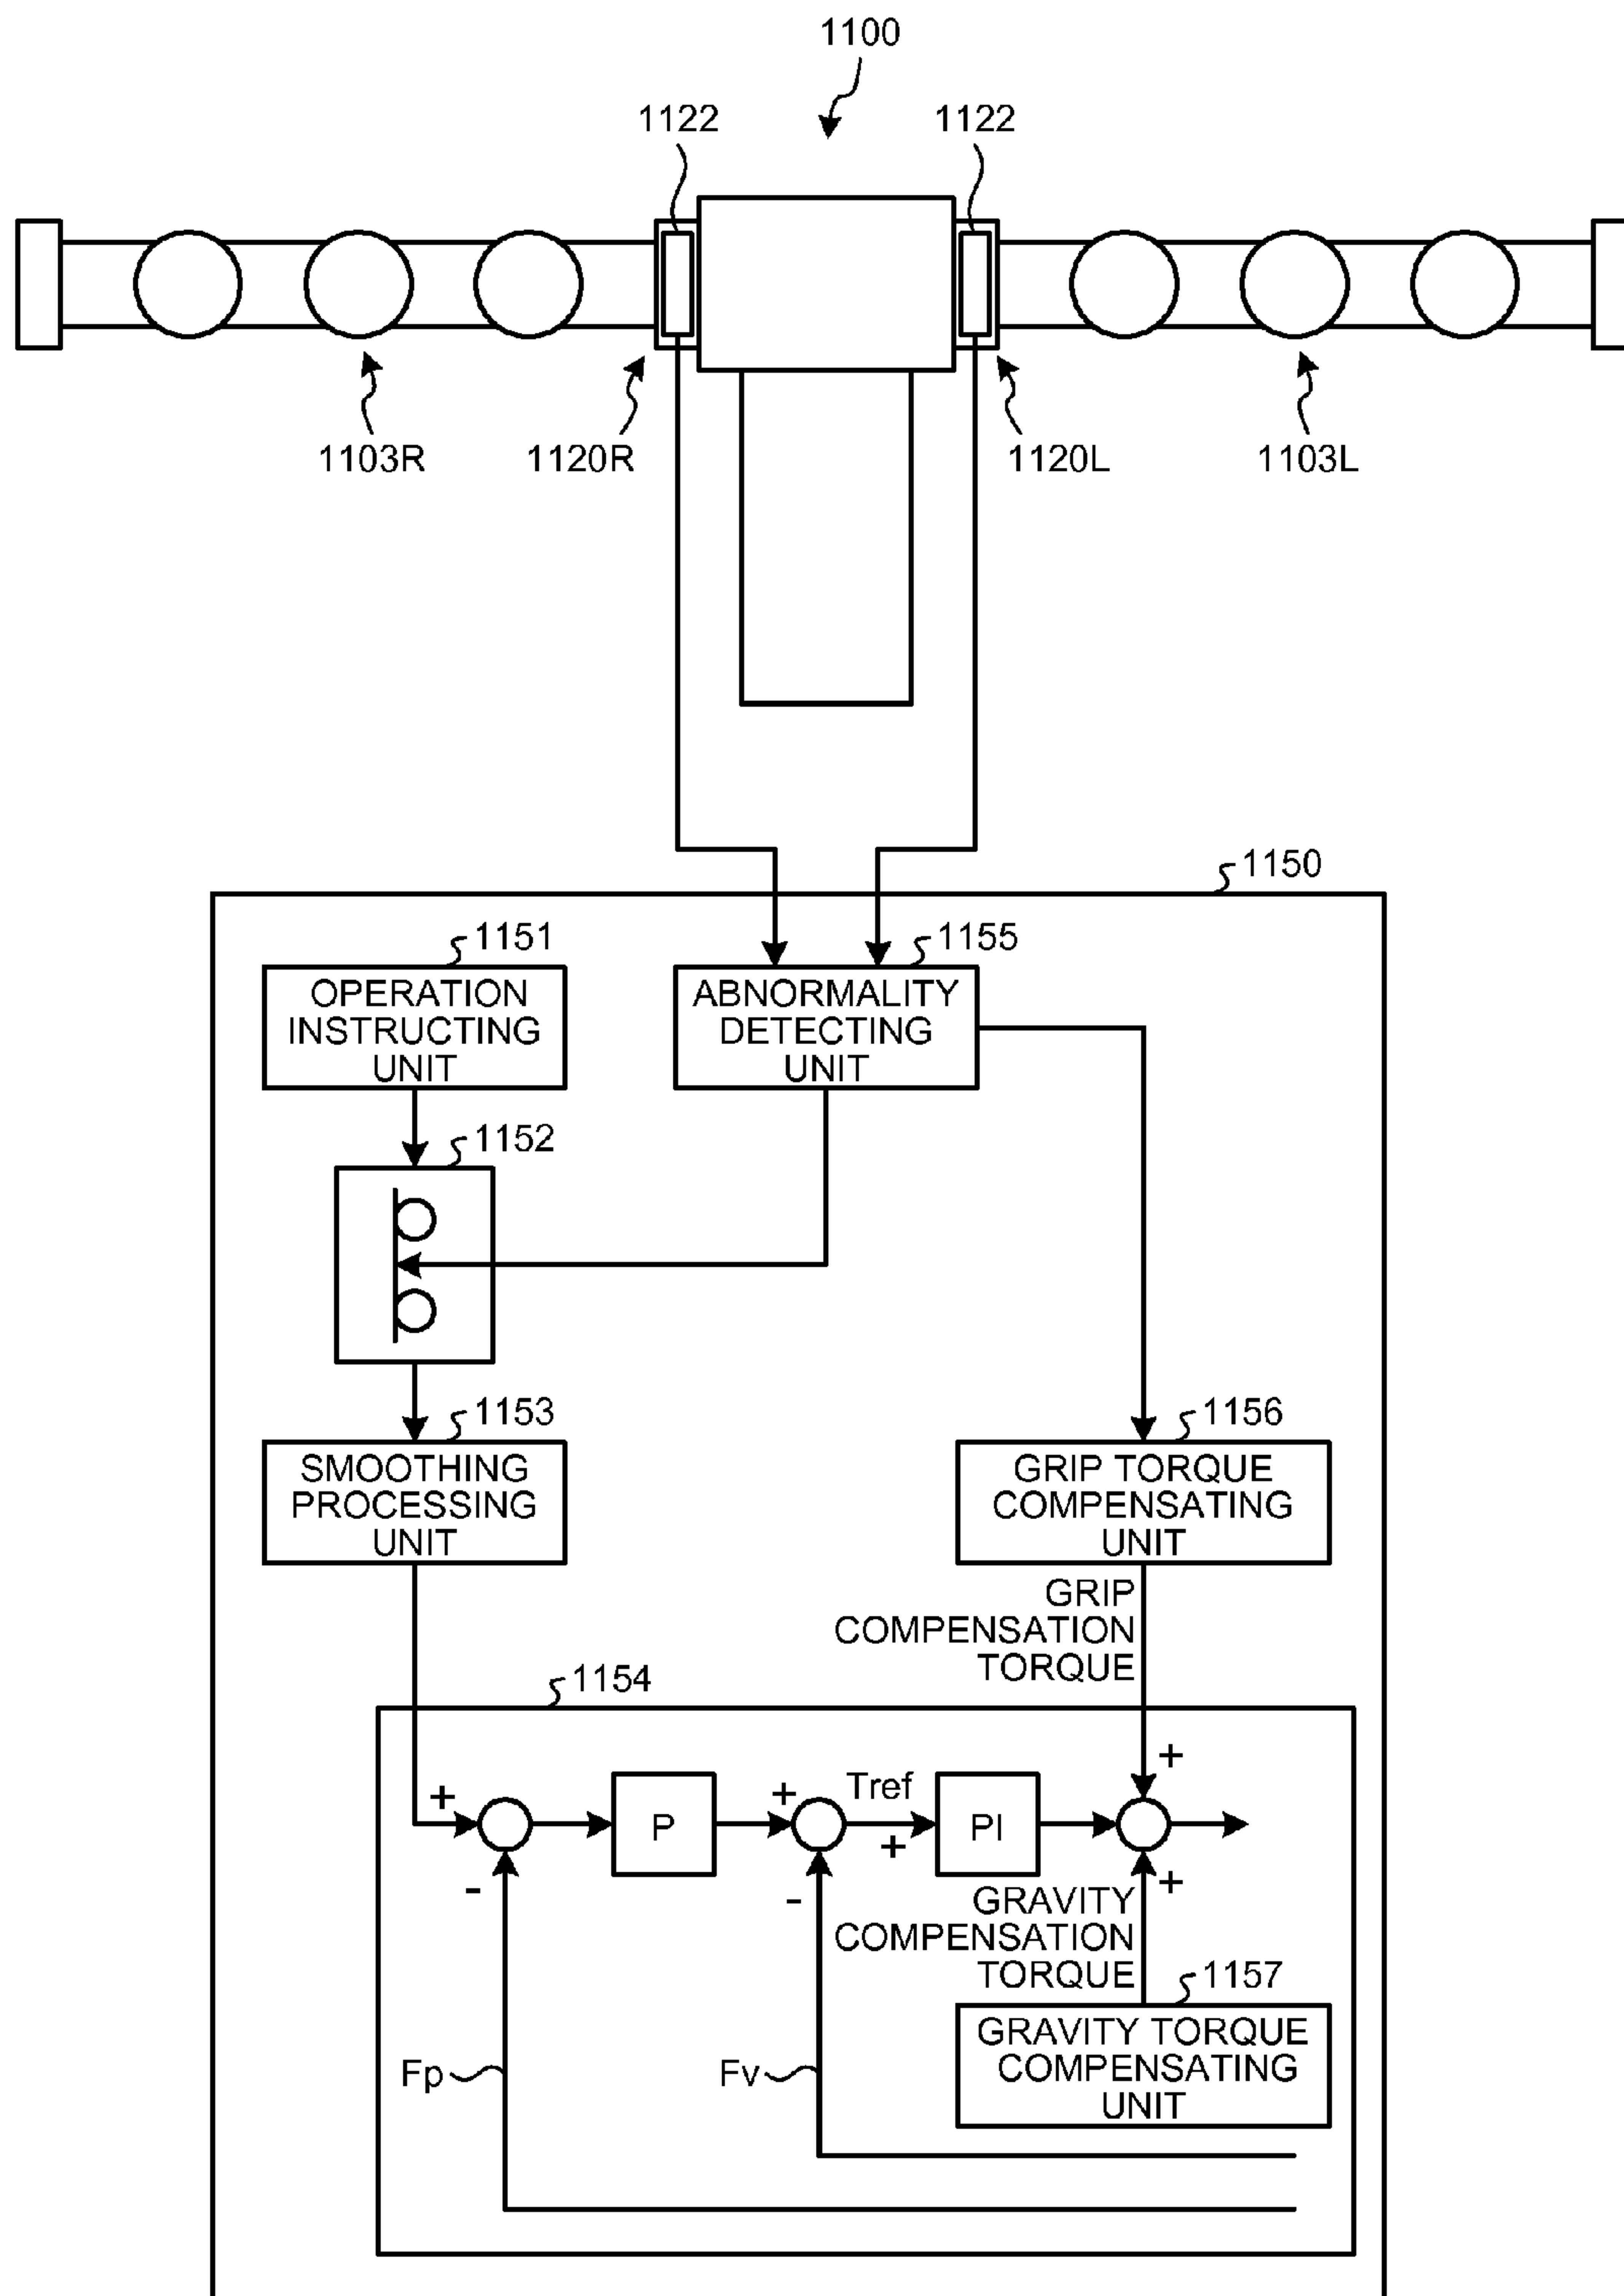 1100
1122
1122
1103R
1120R
1120L
1103L
1150
1151
1155
OPERATION
INSTRUCTING
UNIT
ABNORMALITY
DETECTING
UNIT
1152
1153
1156
SMOOTHING
PROCESSING
UNIT
GRIP TORQUE
COMPENSATING
UNIT
GRIP
COMPENSATION
TORQUE
1154
+
+
P
+
Tref
+
PI
-
-
+
GRAVITY
COMPENSATION
TORQUE
1157
GRAVITY TORQUE
COMPENSATING
UNIT
Fp
Fv